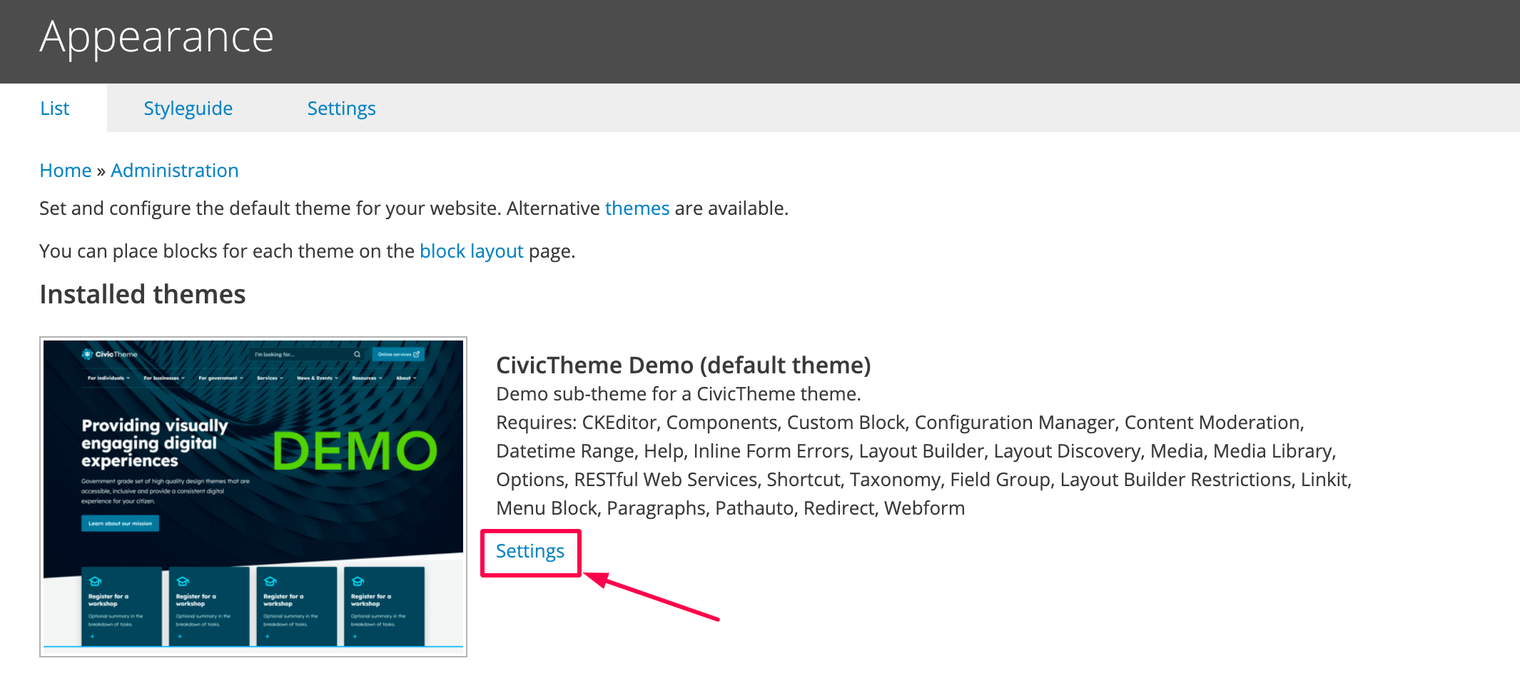 Appearance
List Styleguide Settings
Home » Administration
Set and configure the default theme for your website. Alternative themes are available.
You can place blocks for each theme on the block layout page.
Installed themes
CivicTheme
I'm looking for...
Online services
For individuals For businesses For government Services News & Events Resources About
Providing visually
engaging digital
experiences
DEMO
Government grade set of high quality design themes that are
accessible, inclusive and provide a consistent digital
experience for your citizen.
Learn about our mission
Register for a
workshop
Optional summary in the
breakdown of tasks.
Register for a
workshop
Optional summary in the
breakdown of tasks.
Register for a
workshop
Optional summary in the
breakdown of tasks.
Register for a
workshop
Optional summary in the
breakdown of tasks.
CivicTheme Demo (default theme)
Demo sub-theme for a CivicTheme theme.
Requires: CKEditor, Components, Custom Block, Configuration Manager, Content Moderation,
Datetime Range, Help, Inline Form Errors, Layout Builder, Layout Discovery, Media, Media Library,
Options, RESTful Web Services, Shortcut, Taxonomy, Field Group, Layout Builder Restrictions, Linkit,
Menu Block, Paragraphs, Pathauto, Redirect, Webform
Settings